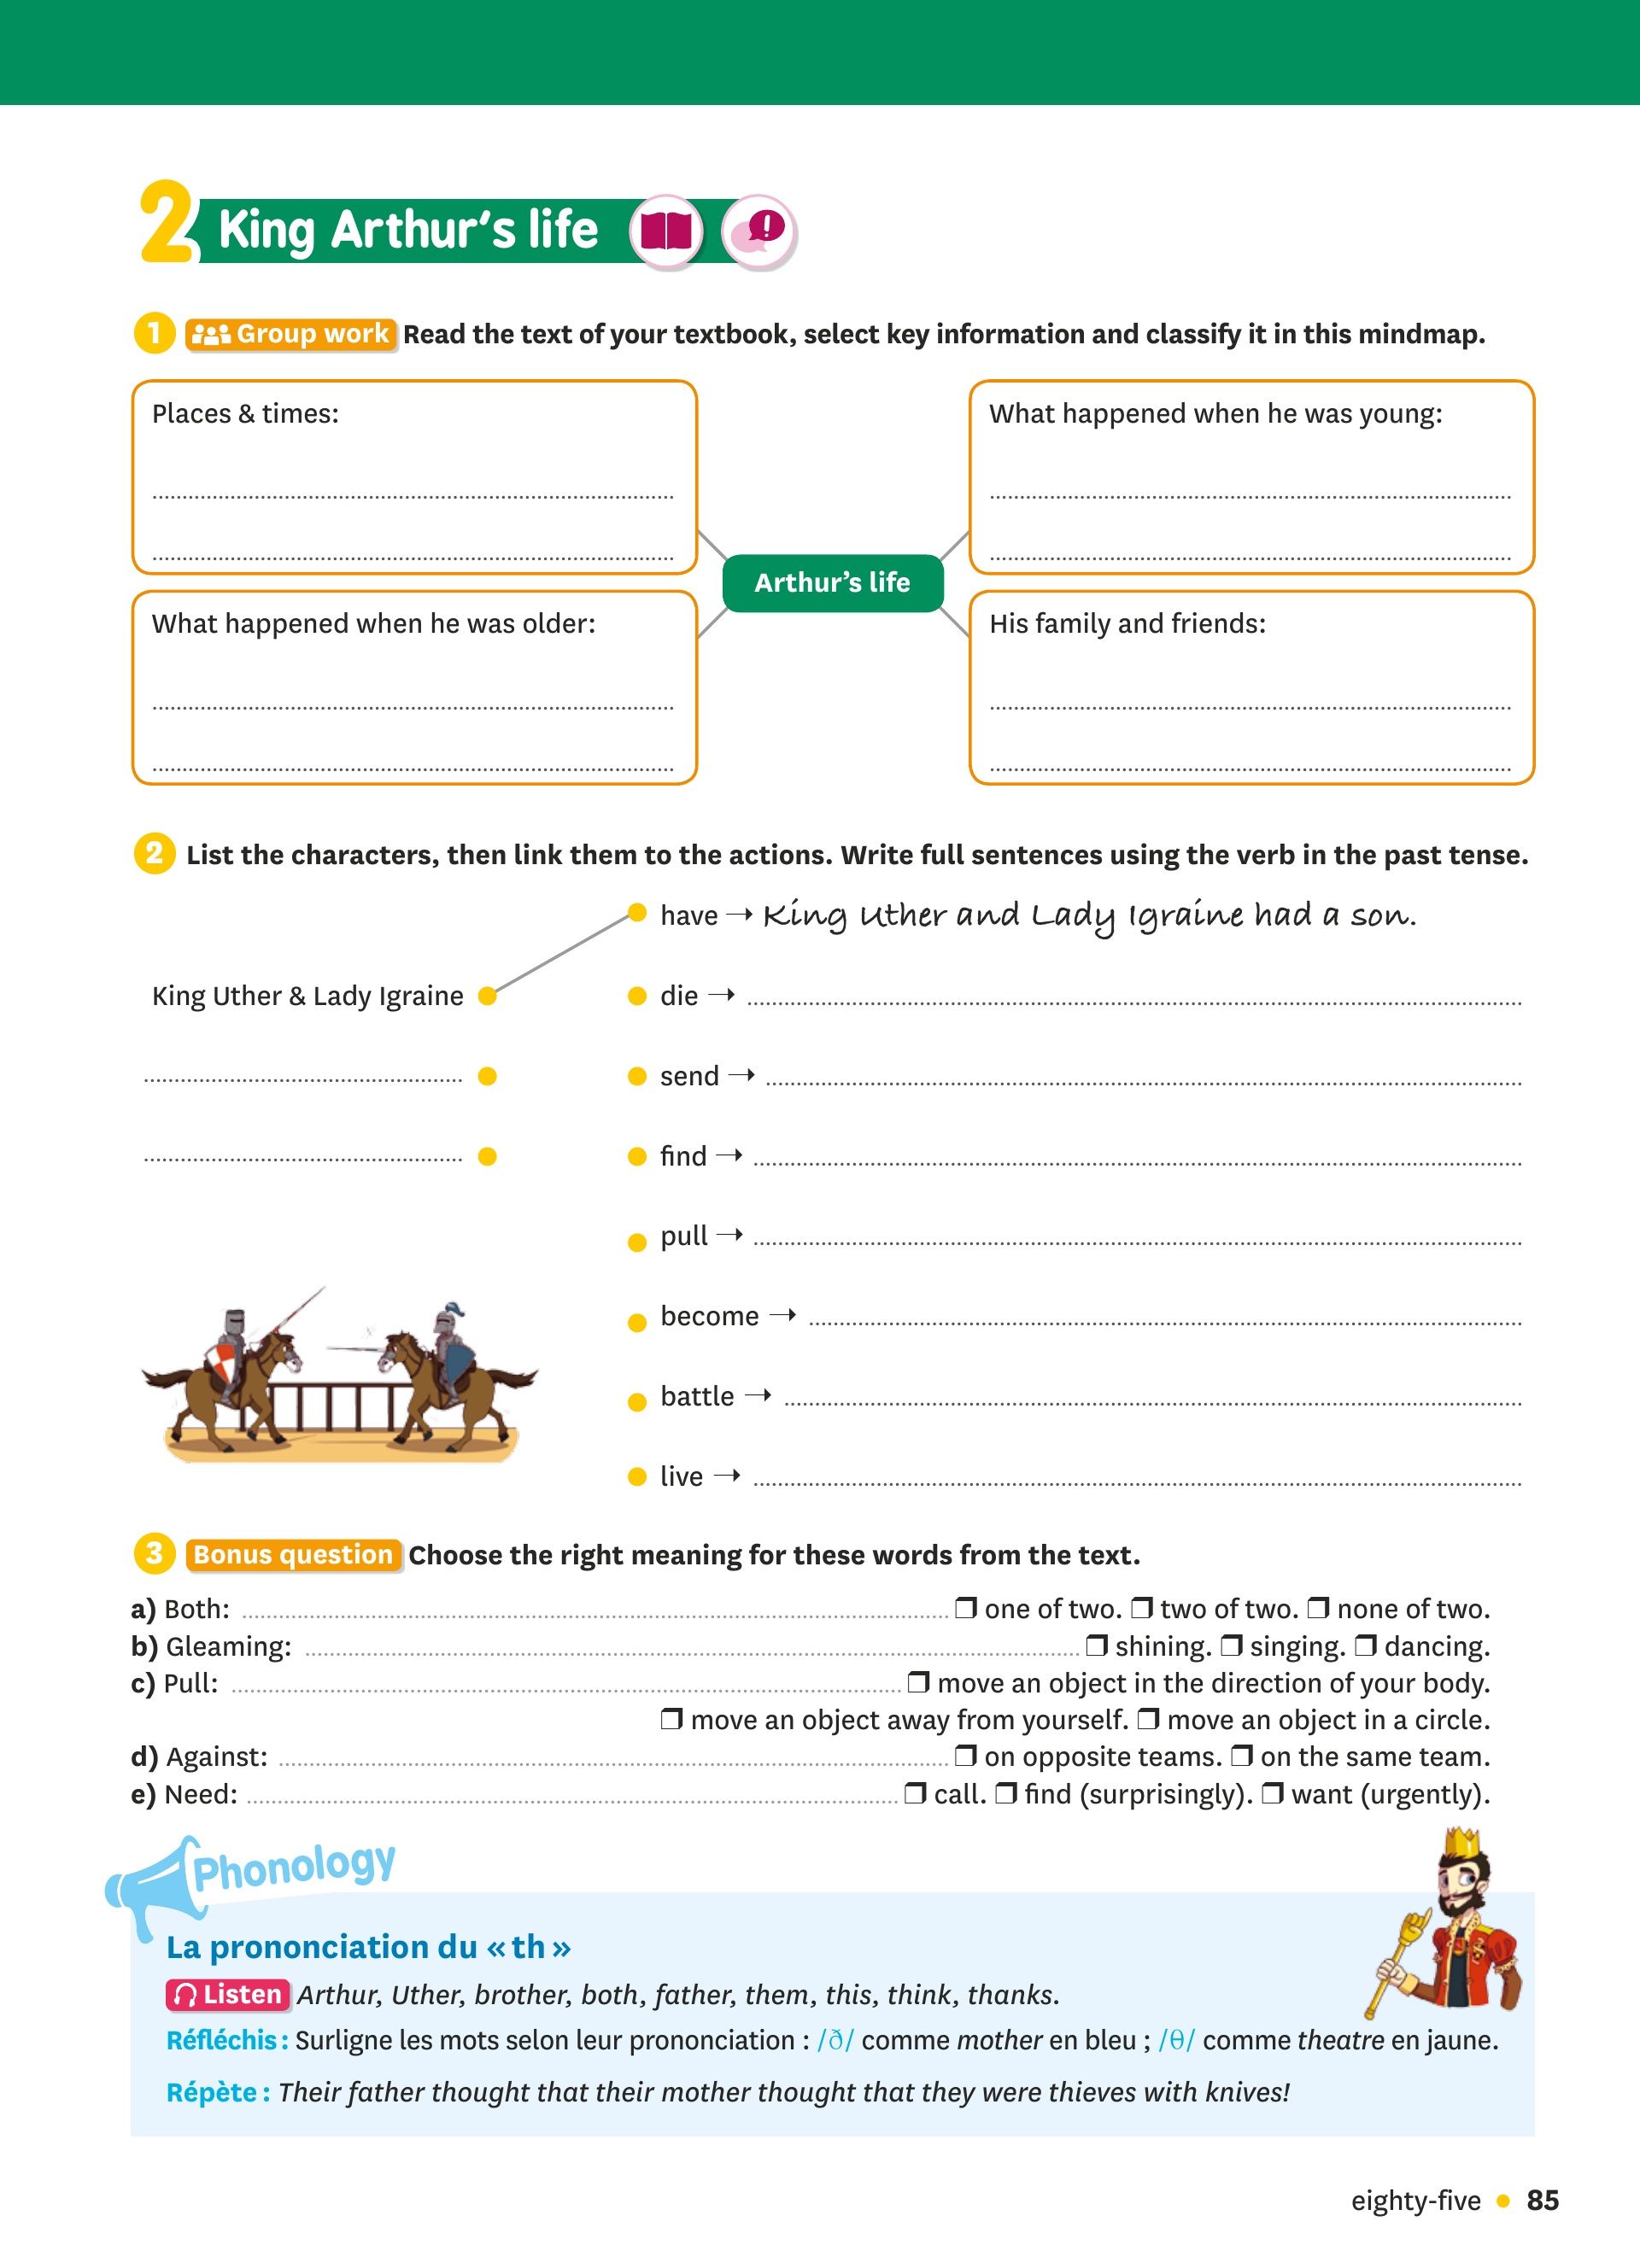 2 King Arthur's life
1 Group work Read the text of your textbook, select key information and classify it in this mindmap.
Places & times:
What happened when he was young:
Arthur's life
What happened when he was older:
His family and friends:
2 List the characters, then link them to the actions. Write full sentences using the verb in the past tense.
have → King Uther and Lady Igraine had a son.
King Uther & Lady Igraine
die →
send →
find →
pull →
become →
battle →
live →
3 Bonus question Choose the right meaning for these words from the text.
a) Both: ❒ one of two. ❒ two of two. ❒ none of two.
b) Gleaming: ❒ shining. ❒ singing. ❒ dancing.
c) Pull: ❒ move an object in the direction of your body.
❒ move an object away from yourself. ❒ move an object in a circle.
d) Against: ❒ on opposite teams. ❒ on the same team.
e) Need: ❒ call. ❒ find (surprisingly). ❒ want (urgently).
Phonology
La prononciation du « th »
Listen Arthur, Uther, brother, both, father, them, this, think, thanks.
Réfléchis : Surligne les mots selon leur prononciation : /ð/ comme mother en bleu ; /θ/ comme theatre en jaune.
Répète : Their father thought that their mother thought that they were thieves with knives!
eighty-five • 85